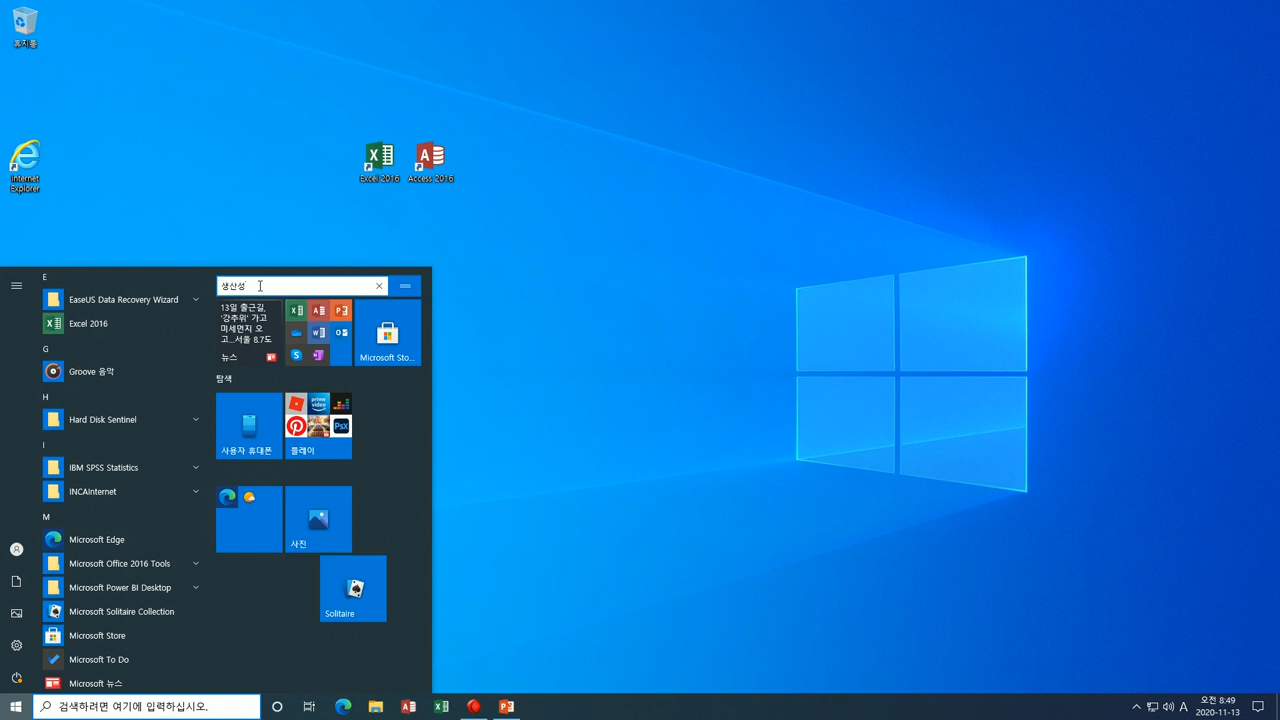 휴지통
Internet
Explorer
Excel 2016
Access 2016
E
EaseUS Data Recovery Wizard
Excel 2016
G
Groove 음악
H
Hard Disk Sentinel
I
IBM SPSS Statistics
INCAInternet
M
Microsoft Edge
Microsoft Office 2016 Tools
Microsoft Power BI Desktop
Microsoft Solitaire Collection
Microsoft Store
Microsoft To Do
Microsoft 뉴스
생산성
13일 출근길,
'강추위' 가고
미세먼지 오
고...서울 8.7도
뉴스
Microsoft Sto...
탐색
사용자 휴대폰
prime video
Psx
플레이
사진
Solitaire
검색하려면 여기에 입력하십시오.
A
오전 8:49
2020-11-13